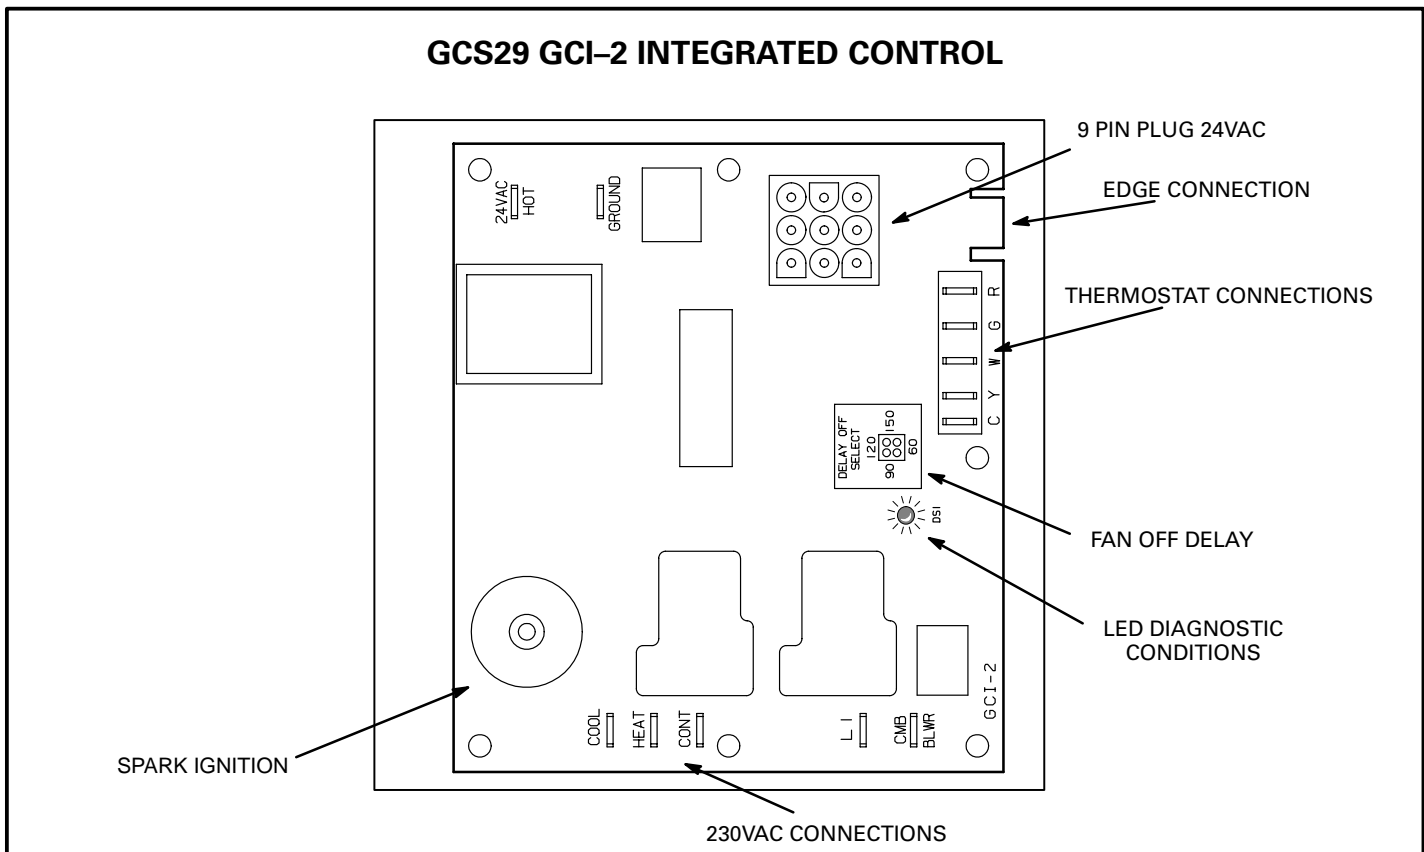 GCS29 GCI–2 INTEGRATED CONTROL
9 PIN PLUG 24VAC
EDGE CONNECTION
THERMOSTAT CONNECTIONS
24VAC
HOT
GROUND
R
G
W
Y
C
DELAY OFF
SELECT
120
150
90
60
DSI
FAN OFF DELAY
LED DIAGNOSTIC
CONDITIONS
GCI-2
COOL
HEAT
CONT
L1
CMB
BLWR
SPARK IGNITION
230VAC CONNECTIONS